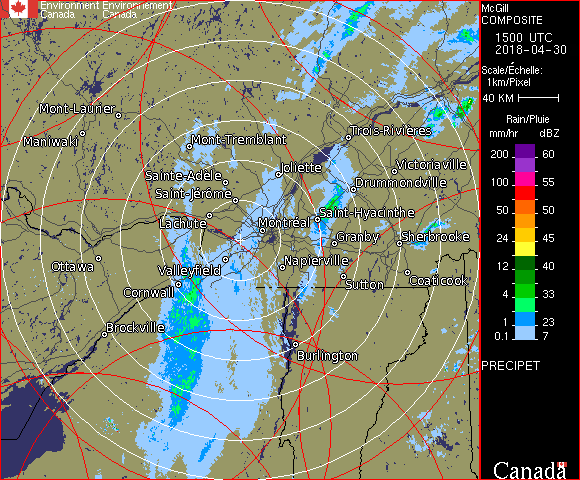 Environment Environnement
Canada Canada
McGill
COMPOSITE
1500 UTC
2018-04-30
Scale/Échelle:
1km/Pixel
40 KM
Rain/Pluie
mm/hr dBZ
200 60
100 55
50 50
24 45
12 40
4 33
1 23
0.1 7
PRECIPET
Canada
Mont-Laurier
Maniwaki
Mont-Tremblant
Trois-Rivières
Sainte-Adèle
Joliette
Victoriaville
Saint-Jérôme
Drummondville
Lachute
Montréal
Saint-Hyacinthe
Granby
Sherbrooke
Ottawa
Valleyfield
Napierville
Cornwall
Sutton
Coaticook
Brockville
Burlington